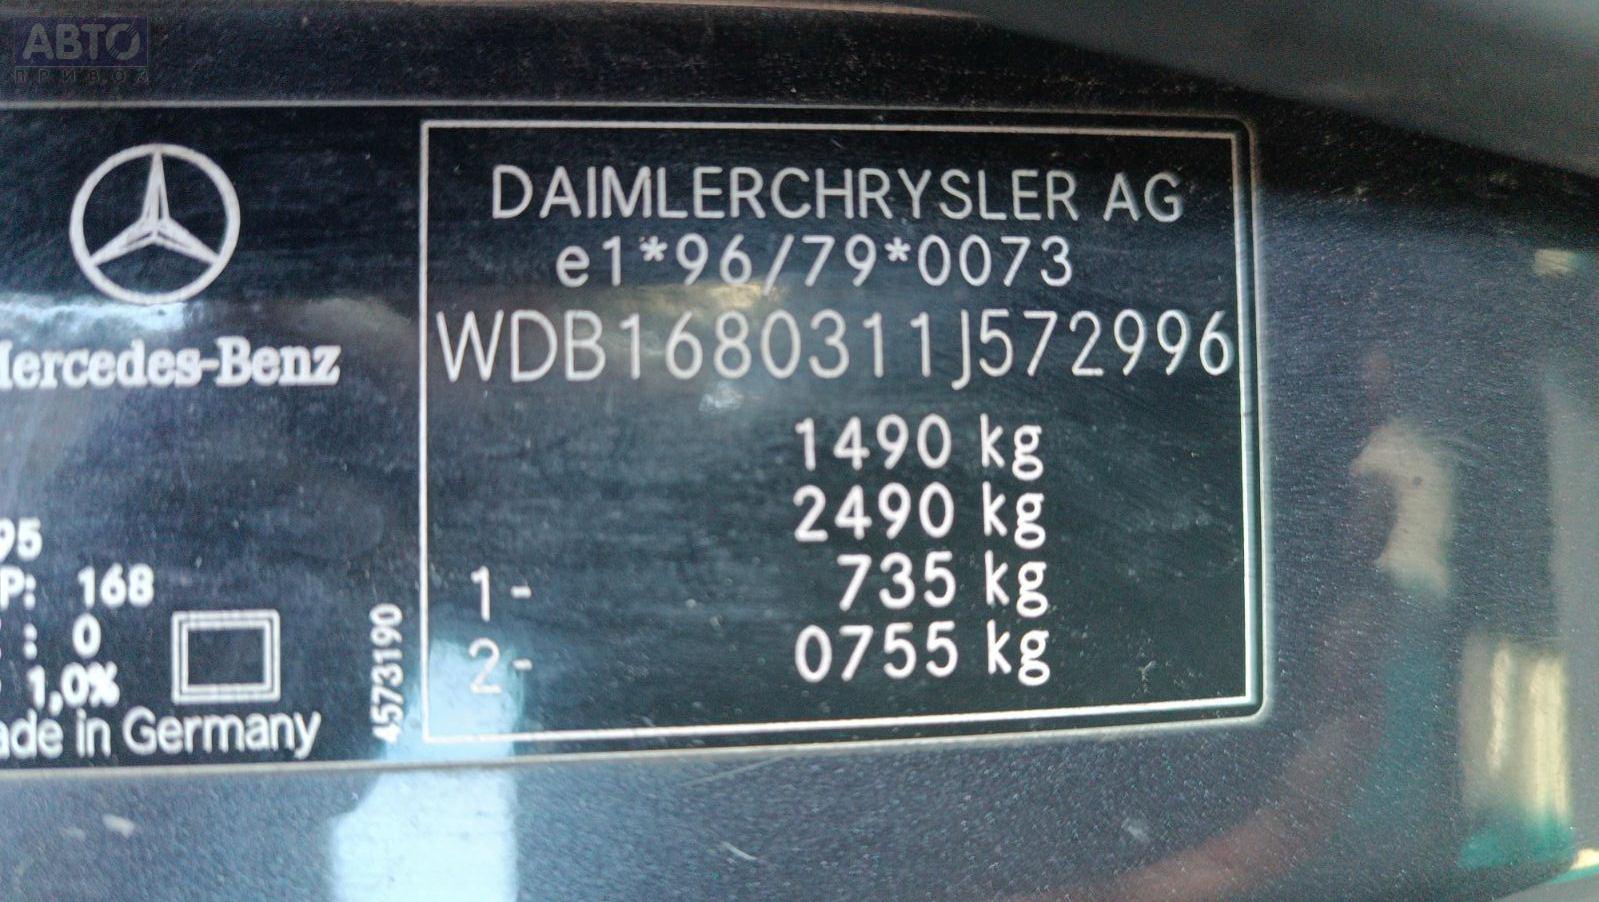 АВТО
ПРИВОЗ
DAIMLERCHRYSLER AG
e1*96/79*0073
WDB1680311J572996
1490 kg
2490 kg
1- 735 kg
2- 0755 kg
Mercedes-Benz
95
P: 168
: 0
1,0%
ade in Germany
4573190